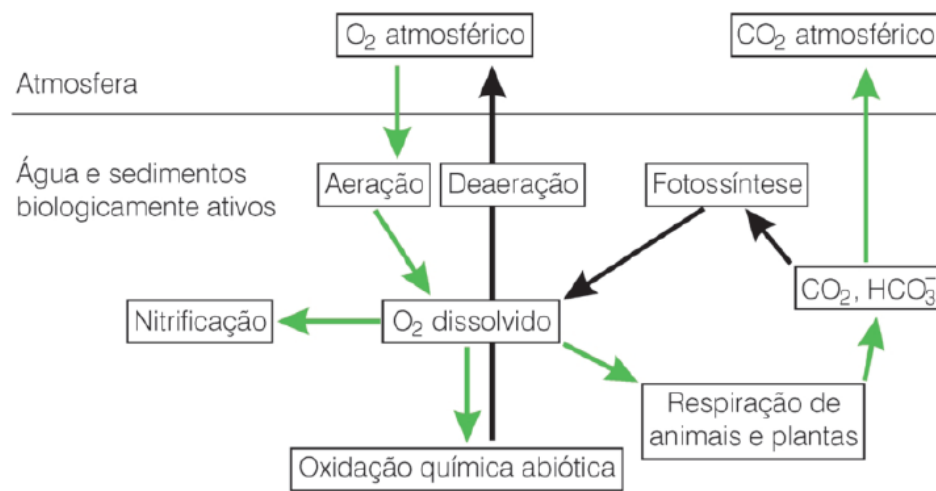 O₂ atmosférico
CO₂ atmosférico
Atmosfera
Água e sedimentos
biologicamente ativos
Aeração
Deaeração
Fotossíntese
CO₂, HCO₃⁻
Nitrificação
O₂ dissolvido
Respiração de
animais e plantas
Oxidação química abiótica